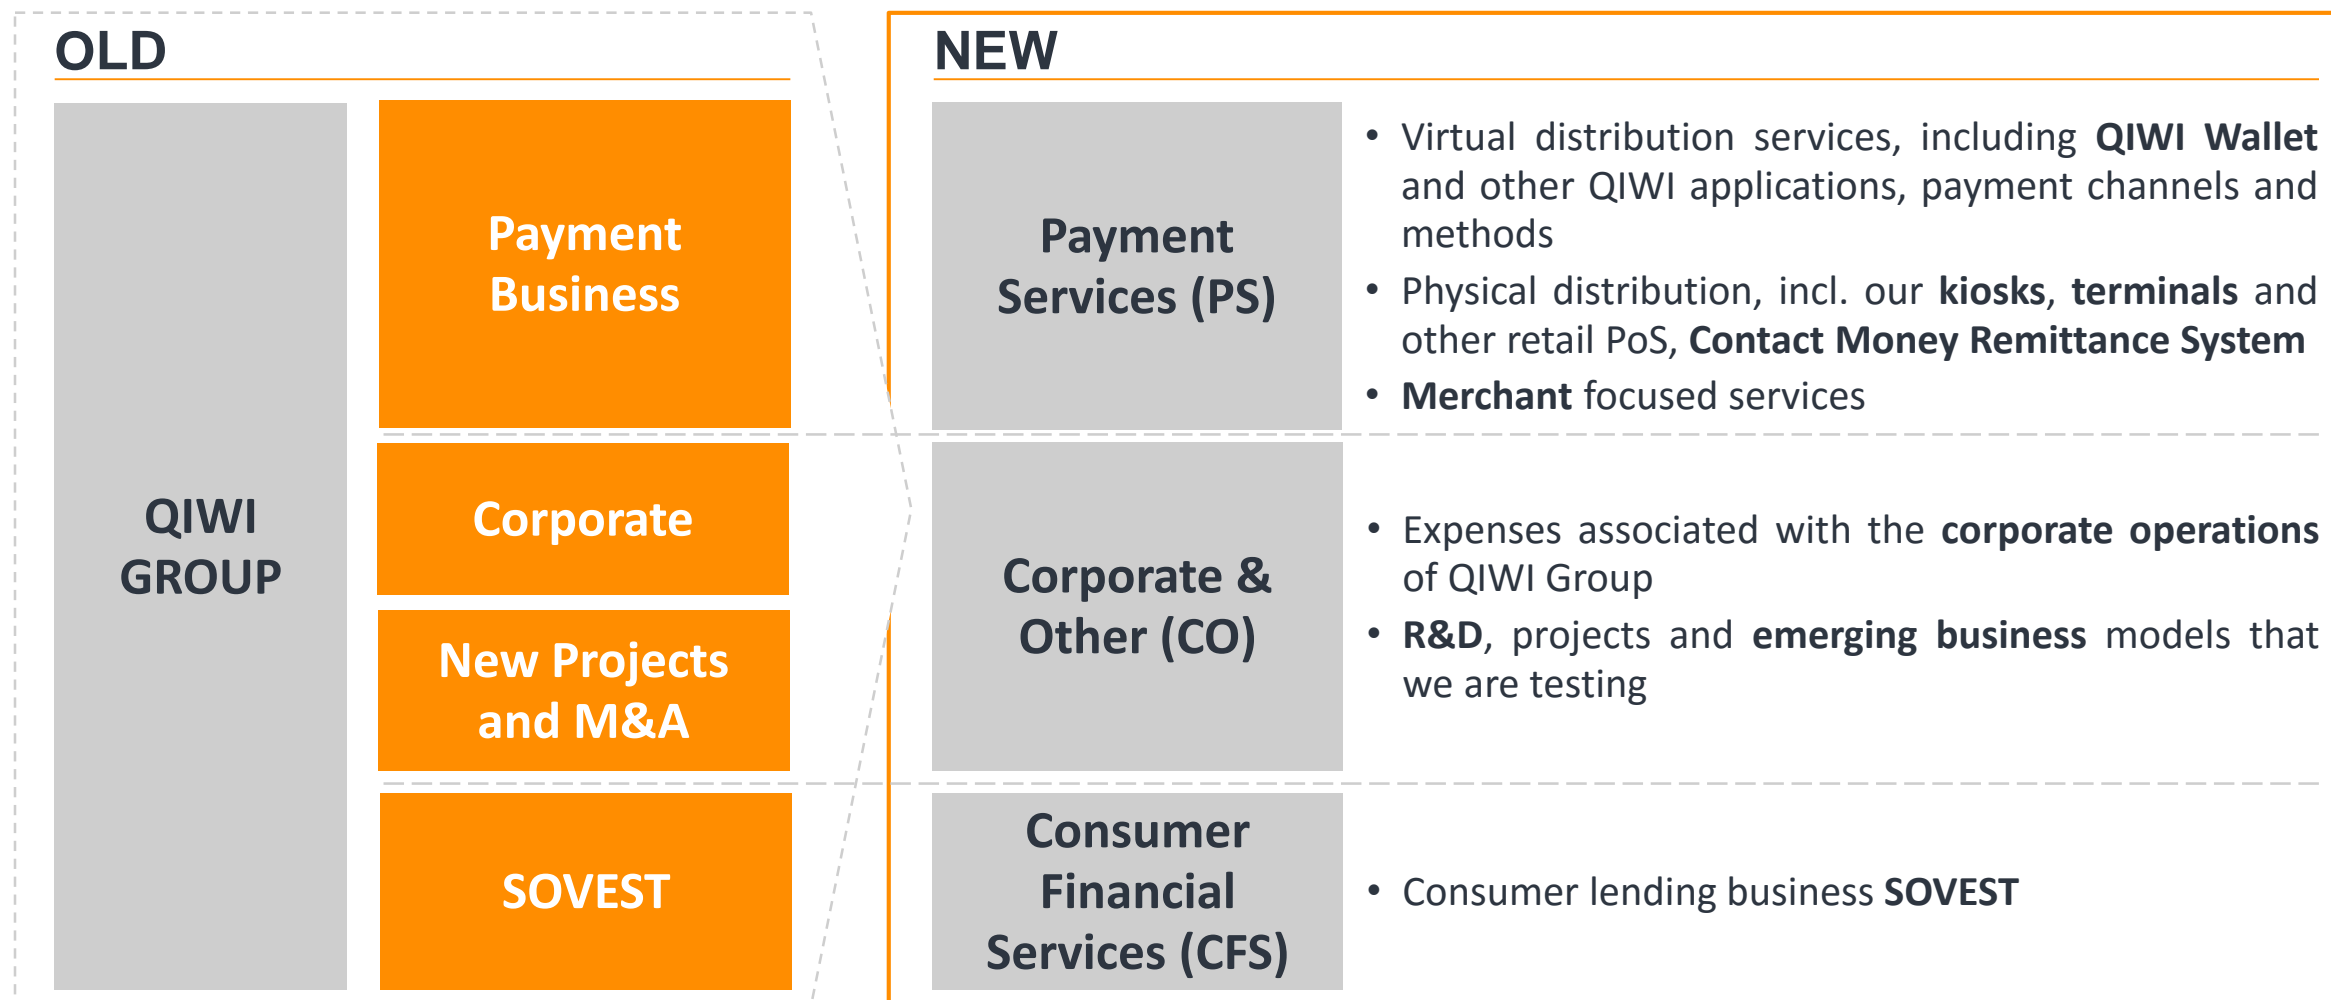 OLD
QIWI
GROUP
Payment
Business
Corporate
New Projects
and M&A
SOVEST
NEW
Payment
Services (PS)
• Virtual distribution services, including QIWI Wallet
and other QIWI applications, payment channels and
methods
• Physical distribution, incl. our kiosks, terminals and
other retail PoS, Contact Money Remittance System
• Merchant focused services
Corporate &
Other (CO)
• Expenses associated with the corporate operations
of QIWI Group
• R&D, projects and emerging business models that
we are testing
Consumer
Financial
Services (CFS)
• Consumer lending business SOVEST